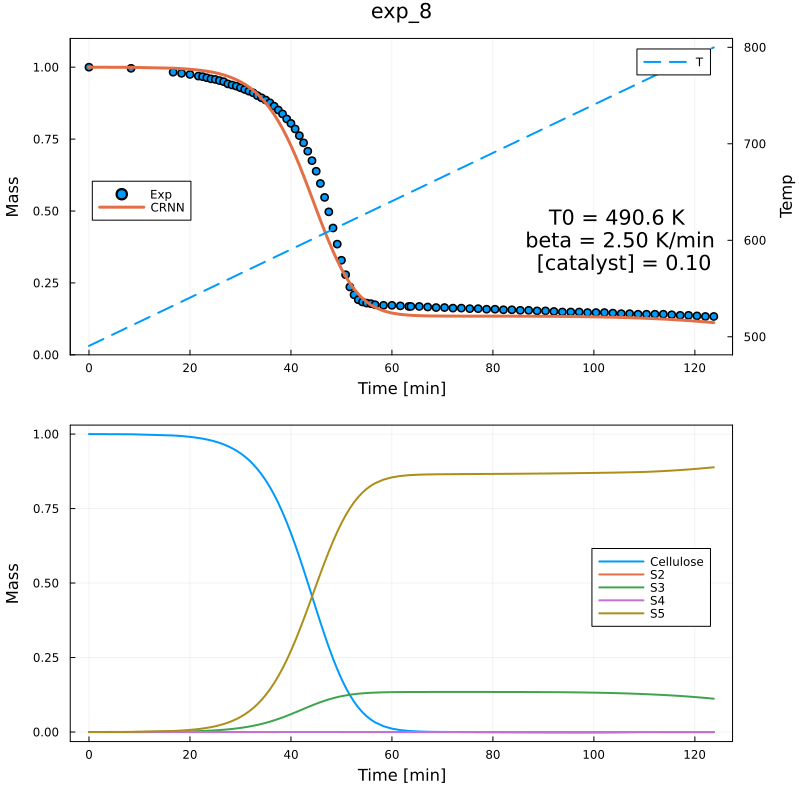 exp_8
1.00
0.75
0.50
0.25
0.00
Mass
Exp
CRNN
T
800
700
600
500
Temp
T0 = 490.6 K
beta = 2.50 K/min
[catalyst] = 0.10
0 20 40 60 80 100 120
Time [min]
1.00
0.75
0.50
0.25
0.00
Mass
Cellulose
S2
S3
S4
S5
0 20 40 60 80 100 120
Time [min]